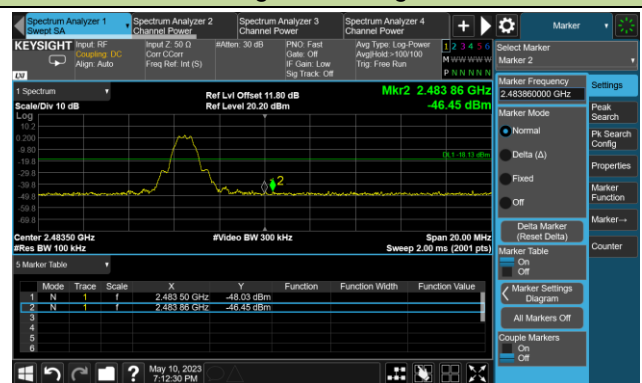 Spectrum Analyzer 1
Swept SA
Spectrum Analyzer 2
Channel Power
Spectrum Analyzer 3
Channel Power
Spectrum Analyzer 4
Channel Power
Marker
KEYSIGHT
Input: RF
Coupling: DC
Align: Auto
Input Z: 50 Ω
Corr CCorr
Freq Ref: Int (S)
#Atten: 30 dB
PNO: Fast
Gate: Off
IF Gain: Low
Sig Track: Off
Avg Type: Log-Power
Avg|Hold:>100/100
Trig: Free Run
1 2 3 4 5 6
M W W W W W
P N N N N N
LXI
Select Marker
Marker 2
1 Spectrum
Scale/Div 10 dB
Log
Ref Lvl Offset 11.80 dB
Ref Level 20.20 dBm
Mkr2 2.483 86 GHz
-46.45 dBm
10.2
0.200
-9.80
-19.8
-29.8
-39.8
-49.8
-59.8
-69.8
DL1 -18.13 dBm
2
Center 2.48350 GHz
#Res BW 100 kHz
#Video BW 300 kHz
Span 20.00 MHz
Sweep 2.00 ms (2001 pts)
5 Marker Table
Mode Trace Scale X Y Function Function Width Function Value
1 N 1 f 2.483 50 GHz -48.03 dBm
2 N 1 f 2.483 86 GHz -46.45 dBm
3
4
5
6
Marker Frequency
2.483860000 GHz
Marker Mode
Normal
Delta (Δ)
Fixed
Off
Delta Marker
(Reset Delta)
Marker Table
On
Off
Marker Settings
Diagram
All Markers Off
Couple Markers
On
Off
Settings
Peak
Search
Pk Search
Config
Properties
Marker
Function
Marker→
Counter
?
May 10, 2023
7:12:30 PM